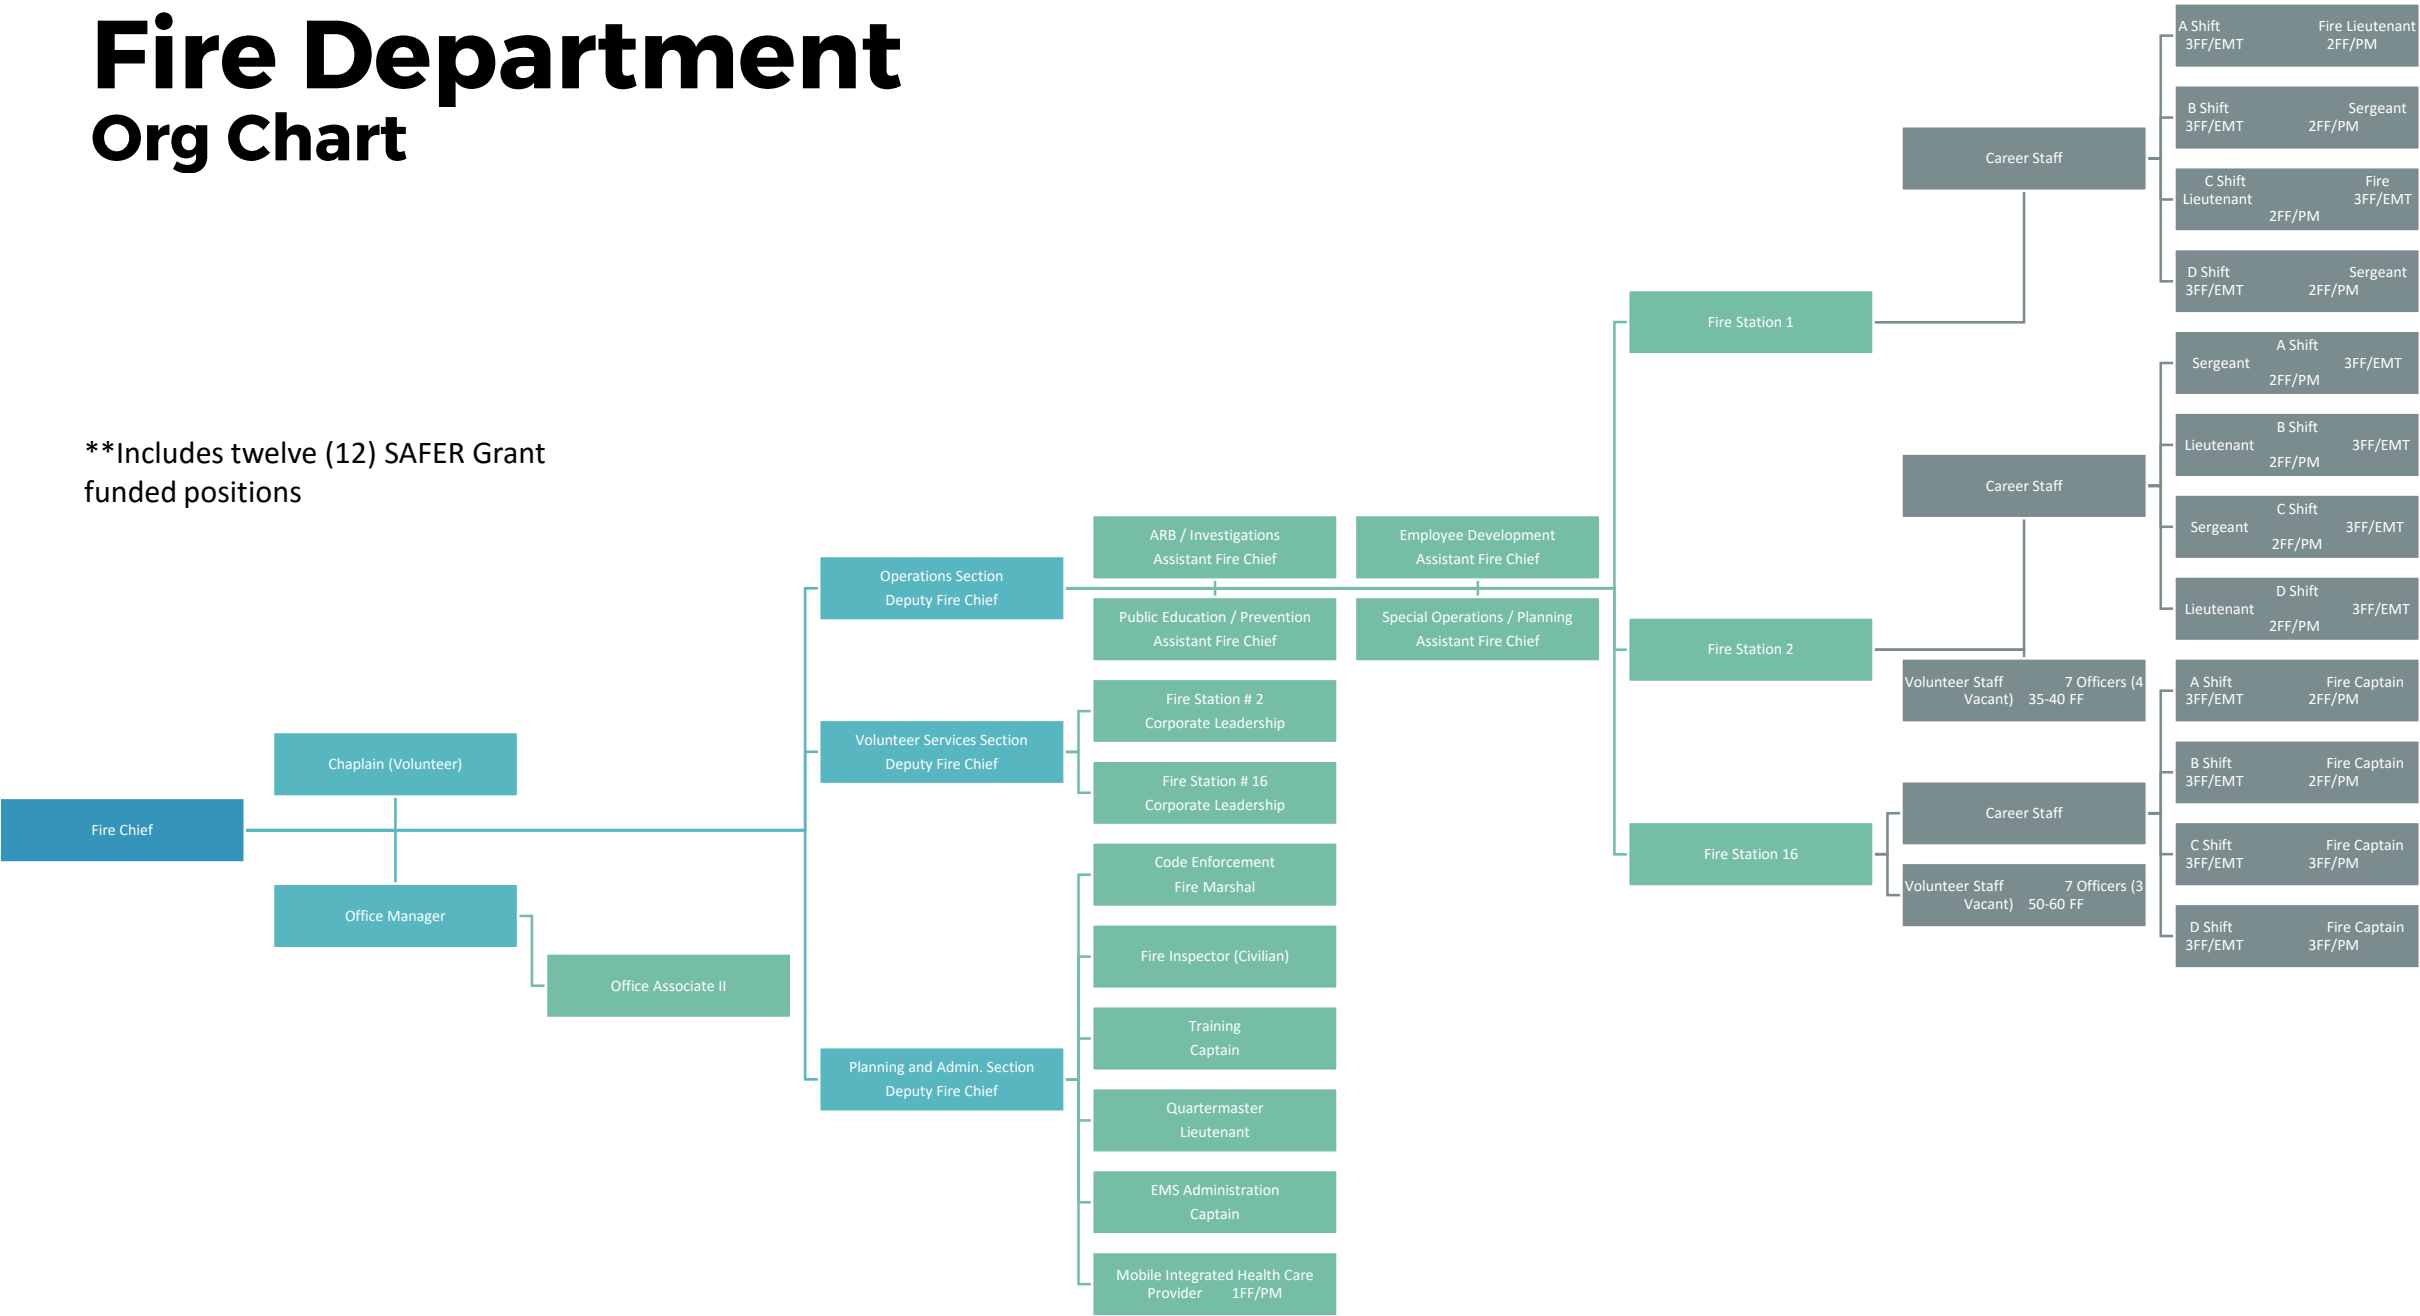 Fire Department
Org Chart
**Includes twelve (12) SAFER Grant
funded positions
Fire Chief
Chaplain (Volunteer)
Office Manager
Office Associate II
Operations Section
Deputy Fire Chief
Volunteer Services Section
Deputy Fire Chief
Planning and Admin. Section
Deputy Fire Chief
ARB / Investigations
Assistant Fire Chief
Employee Development
Assistant Fire Chief
Public Education / Prevention
Assistant Fire Chief
Special Operations / Planning
Assistant Fire Chief
Fire Station # 2
Corporate Leadership
Fire Station # 16
Corporate Leadership
Code Enforcement
Fire Marshal
Fire Inspector (Civilian)
Training
Captain
Quartermaster
Lieutenant
EMS Administration
Captain
Mobile Integrated Health Care
Provider 1FF/PM
Fire Station 1
Career Staff
A Shift Fire Lieutenant
3FF/EMT 2FF/PM
B Shift Sergeant
3FF/EMT 2FF/PM
C Shift Fire
Lieutenant 3FF/EMT
2FF/PM
D Shift Sergeant
3FF/EMT 2FF/PM
Fire Station 2
Career Staff
A Shift
Sergeant 3FF/EMT
2FF/PM
B Shift
Lieutenant 3FF/EMT
2FF/PM
C Shift
Sergeant 3FF/EMT
2FF/PM
D Shift
Lieutenant 3FF/EMT
2FF/PM
Volunteer Staff 7 Officers (4
Vacant) 35-40 FF
Fire Station 16
Career Staff
A Shift Fire Captain
3FF/EMT 2FF/PM
B Shift Fire Captain
3FF/EMT 2FF/PM
C Shift Fire Captain
3FF/EMT 3FF/PM
D Shift Fire Captain
3FF/EMT 3FF/PM
Volunteer Staff 7 Officers (3
Vacant) 50-60 FF